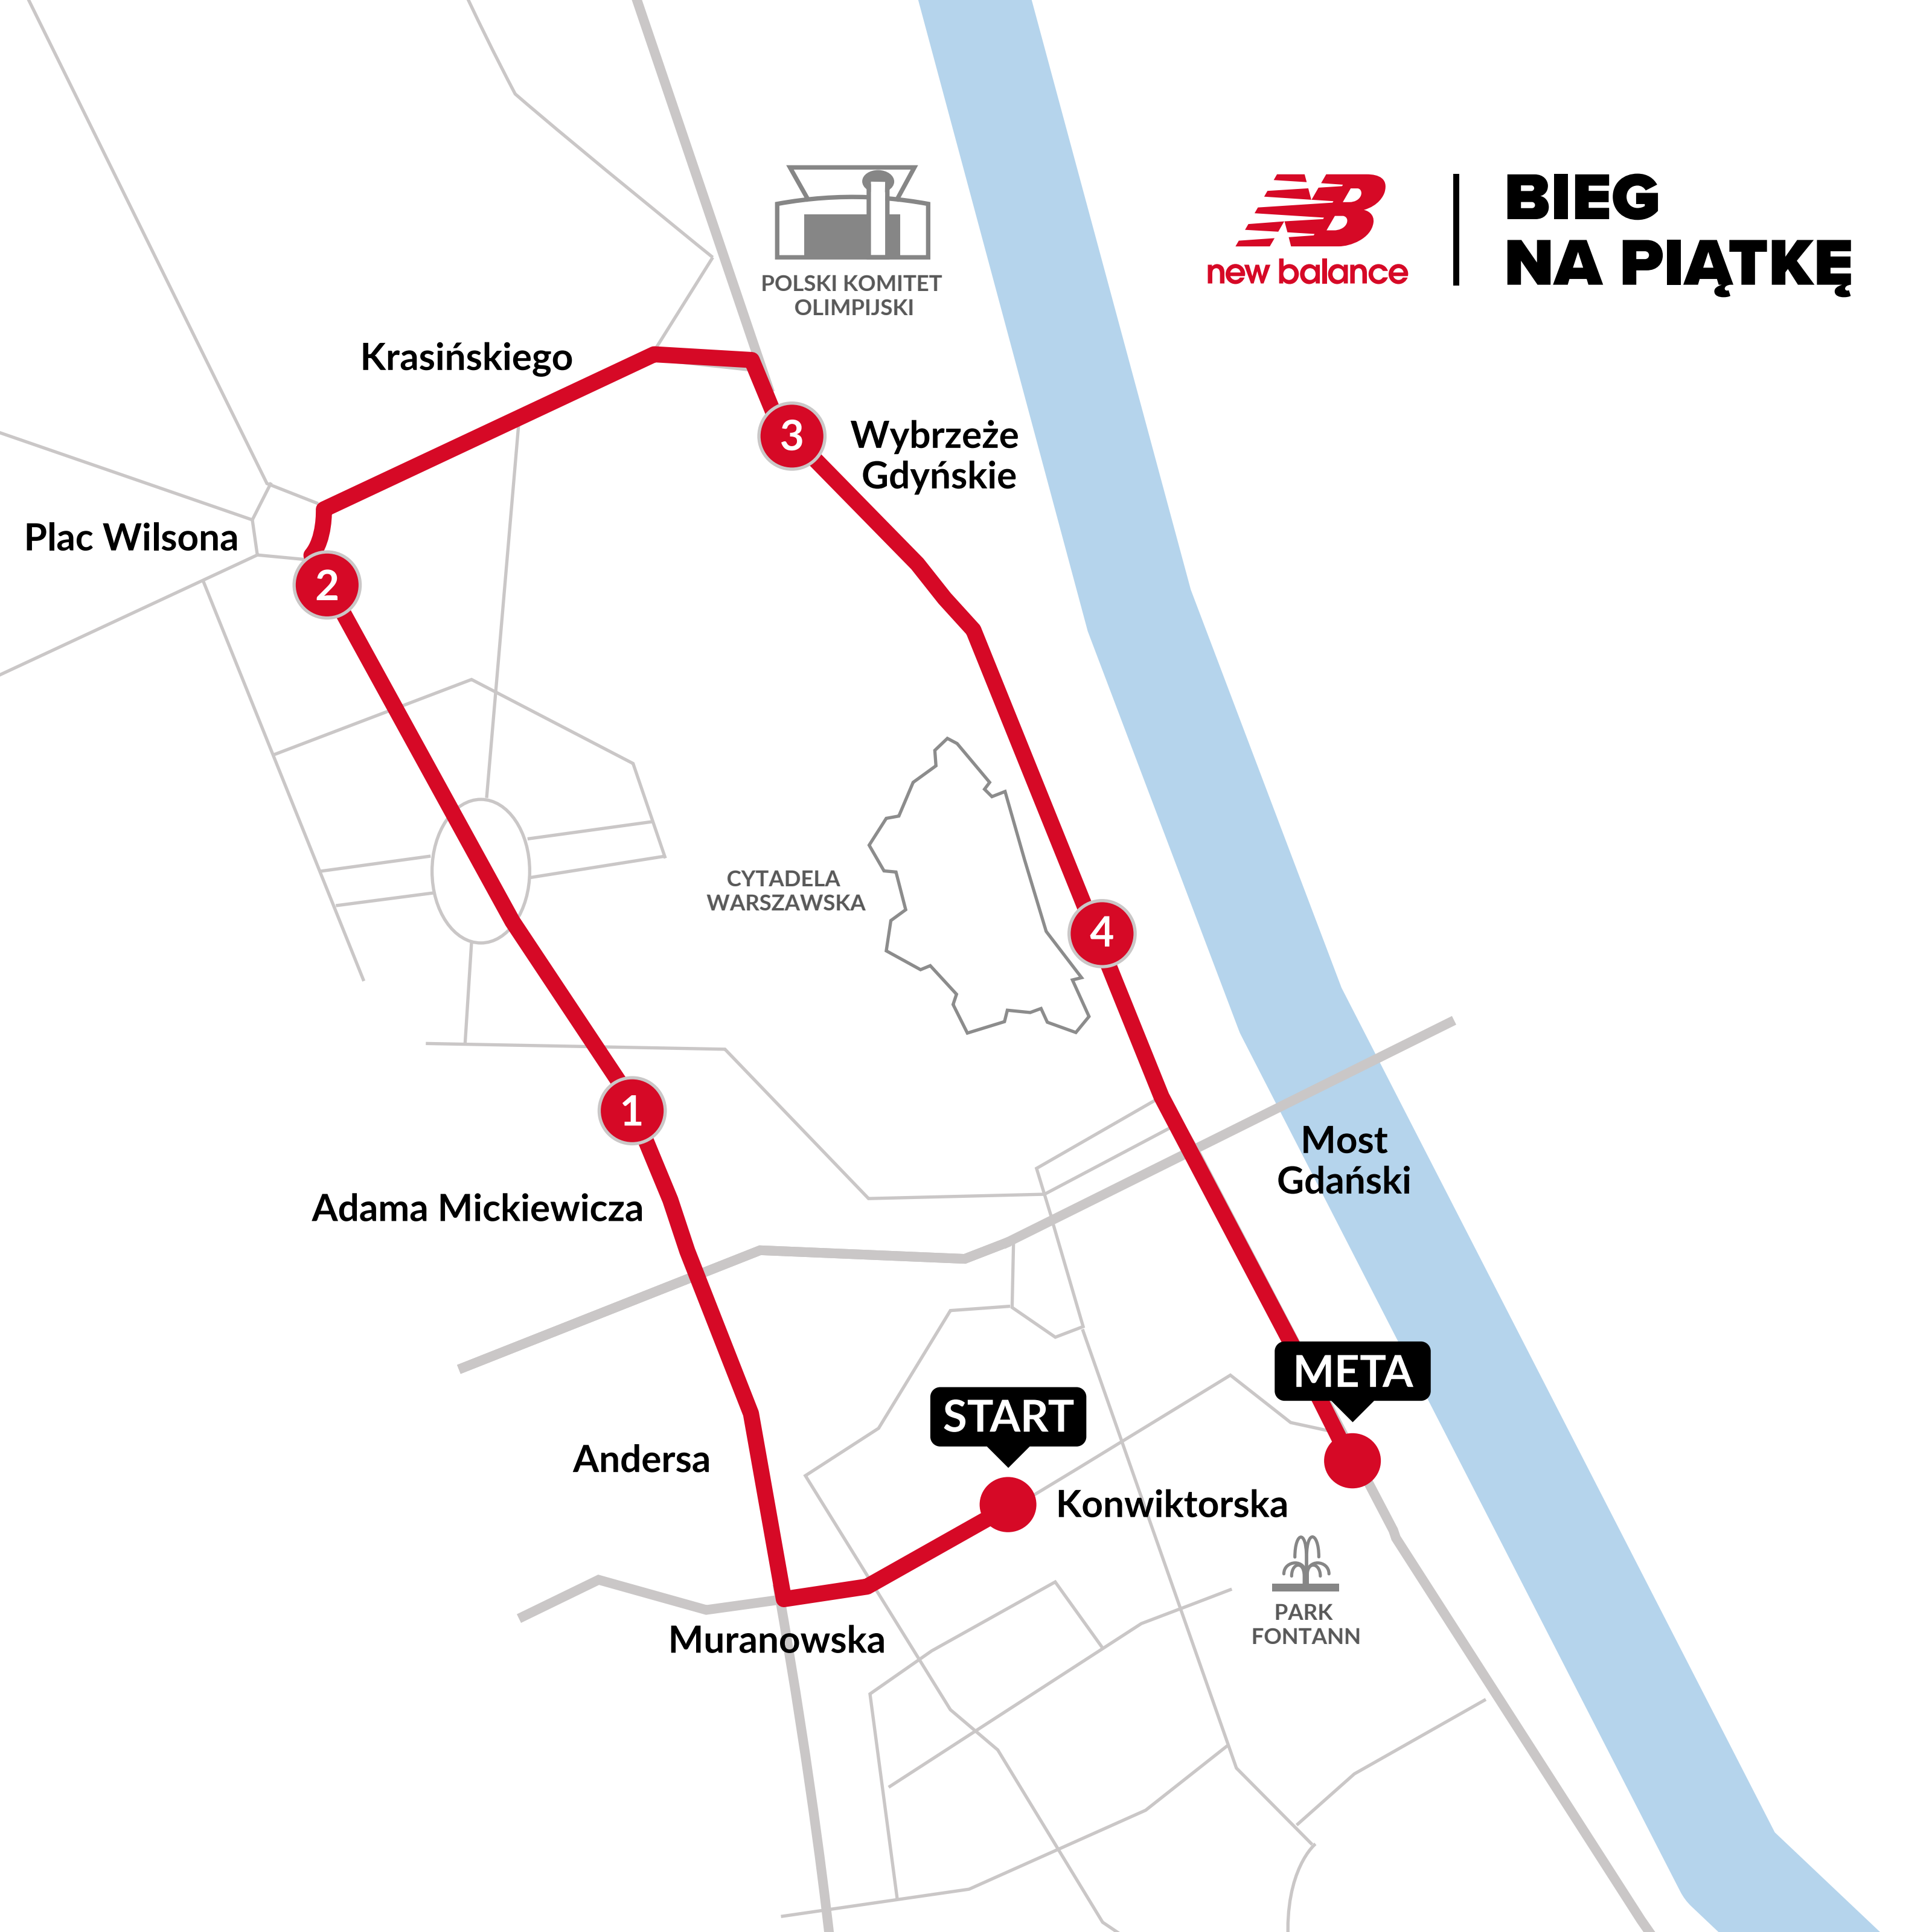 new balance
BIEG
NA PIĄTKĘ
POLSKI KOMITET
OLIMPIJSKI
Krasińskiego
3
Wybrzeże
Gdyńskie
Plac Wilsona
2
CYTADELA
WARSZAWSKA
4
1
Most
Gdański
Adama Mickiewicza
META
START
Andersa
Konwiktorska
PARK
FONTANN
Muranowska